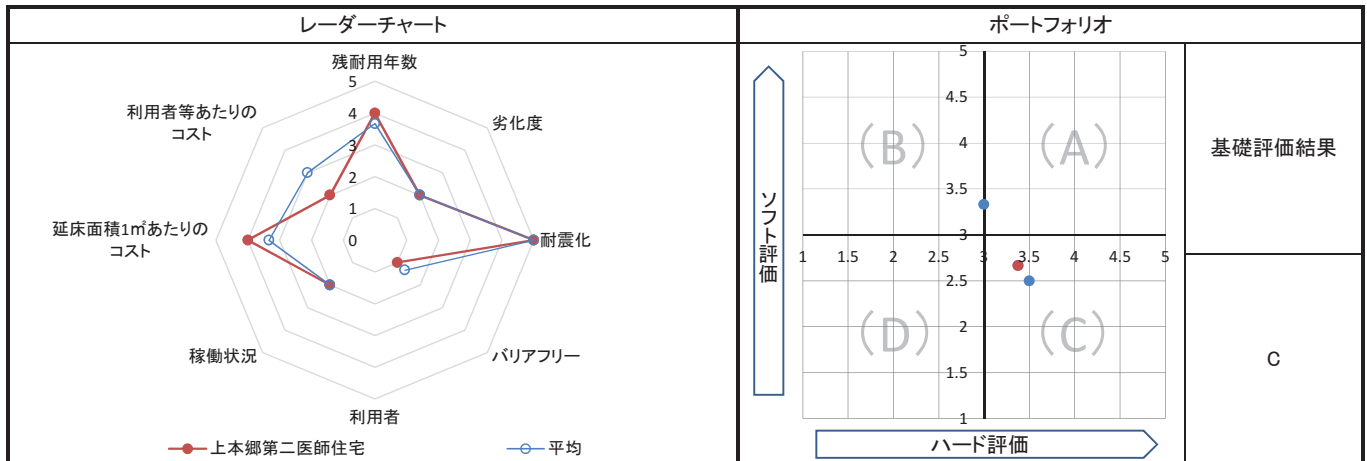 レーダーチャート
残耐用年数
劣化度
耐震化
バリアフリー
利用者
稼働状況
延床面積1㎡あたりの
コスト
利用者等あたりの
コスト
5
4
3
2
1
0
上本郷第二医師住宅
平均
ポートフォリオ
ソフト評価
5
4.5
4
3.5
3
2.5
2
1.5
1
1
1.5
2
2.5
3
3.5
4
4.5
5
(B)
(A)
(D)
(C)
ハード評価
基礎評価結果
C